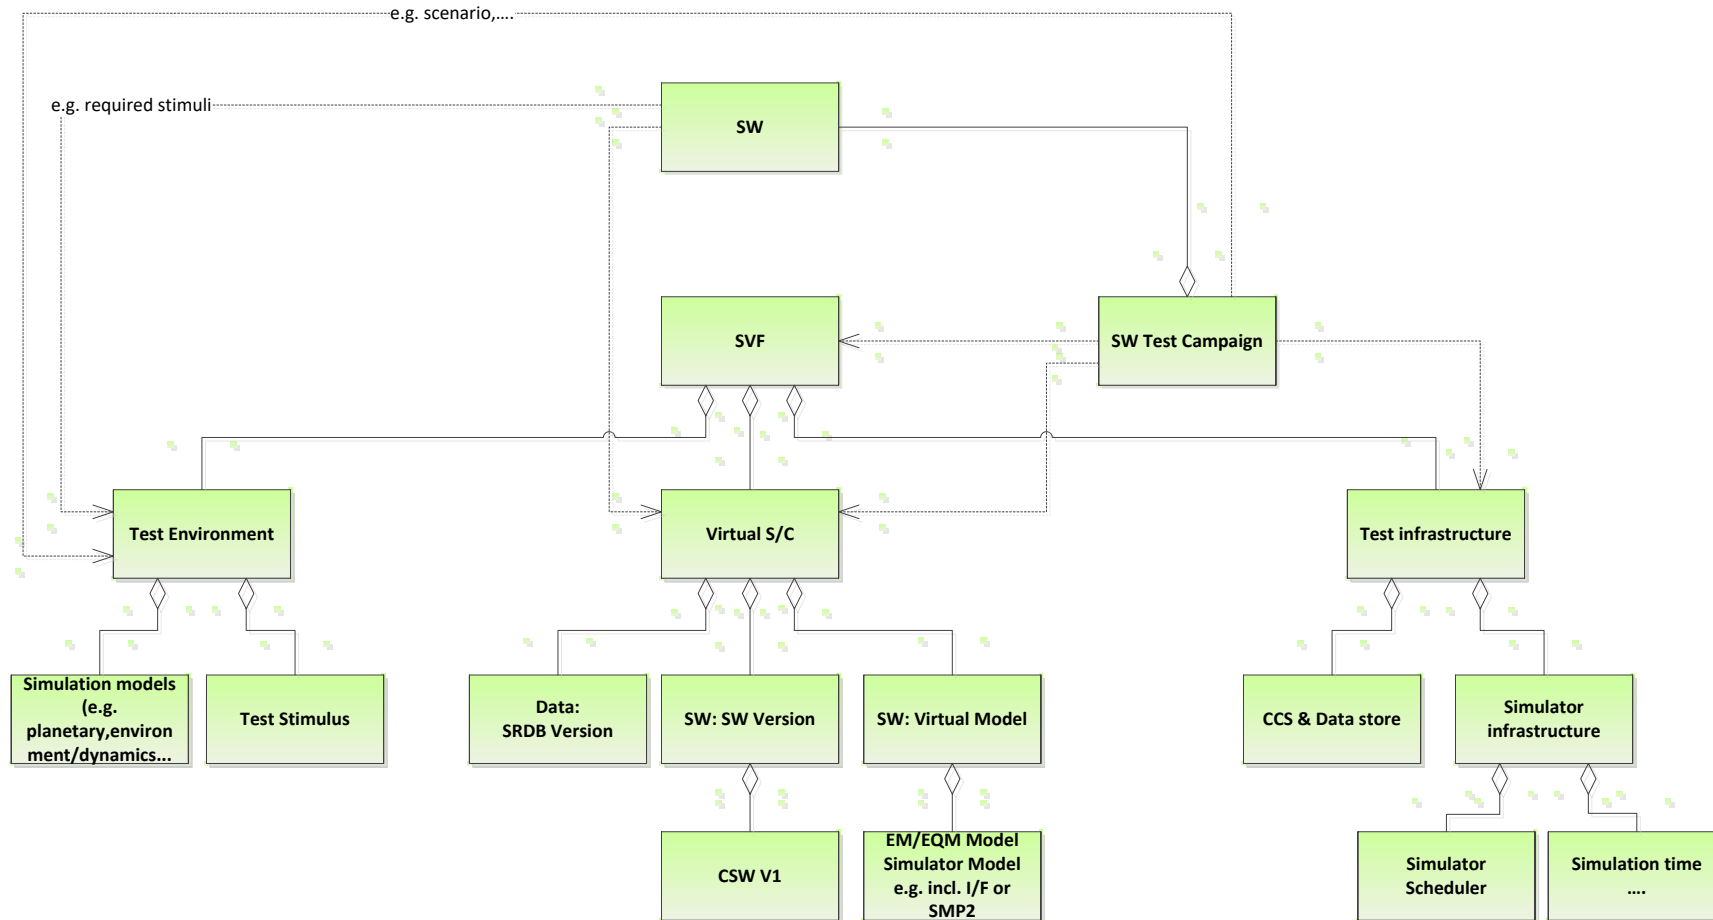 e.g. scenario,....
e.g. required stimuli
SW
SVF
SW Test Campaign
Test Environment
Virtual S/C
Test infrastructure
Simulation models
(e.g.
planetary,environ
ment/dynamics...
Test Stimulus
Data:
SRDB Version
SW: SW Version
SW: Virtual Model
CCS & Data store
Simulator
infrastructure
CSW V1
EM/EQM Model
Simulator Model
e.g. incl. I/F or
SMP2
Simulator
Scheduler
Simulation time
....